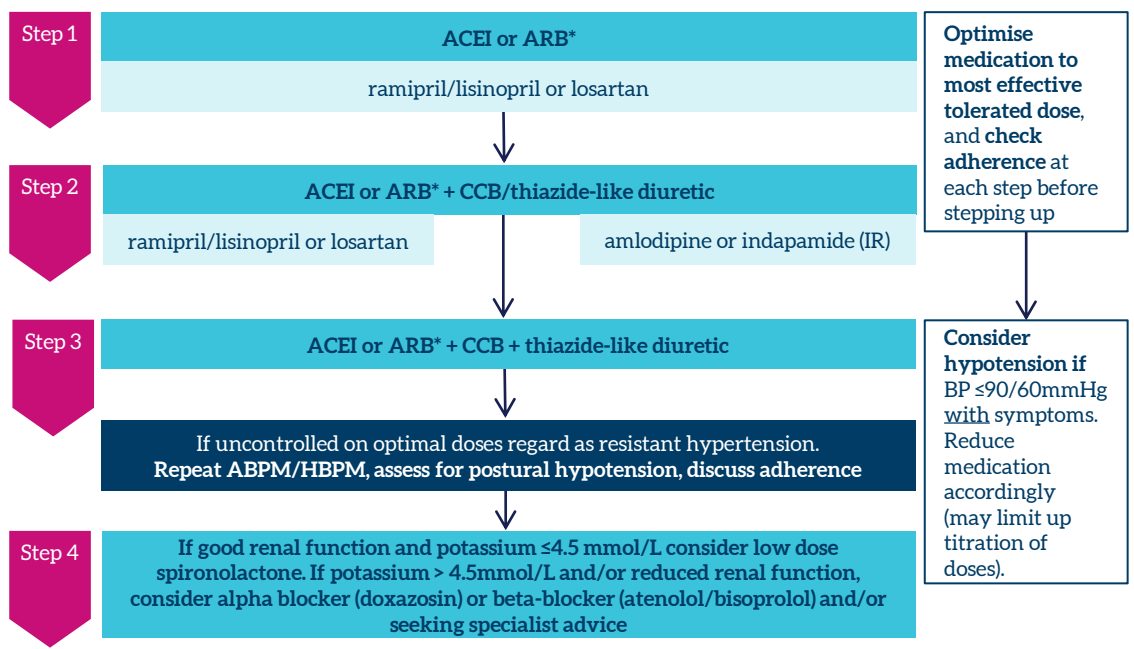 Step 1
ACEI or ARB*
ramipril/lisinopril or losartan
Optimise
medication to
most effective
tolerated dose,
and check
adherence at
each step before
stepping up
Step 2
ACEI or ARB* + CCB/thiazide-like diuretic
ramipril/lisinopril or losartan
amlodipine or indapamide (IR)
Step 3
ACEI or ARB* + CCB + thiazide-like diuretic
If uncontrolled on optimal doses regard as resistant hypertension.
Repeat ABPM/HBPM, assess for postural hypotension, discuss adherence
Consider
hypotension if
BP ≤90/60mmHg
with symptoms.
Reduce
medication
accordingly
(may limit up
titration of
doses).
Step 4
If good renal function and potassium ≤4.5 mmol/L consider low dose
spironolactone. If potassium > 4.5mmol/L and/or reduced renal function,
consider alpha blocker (doxazosin) or beta-blocker (atenolol/bisoprolol) and/or
seeking specialist advice